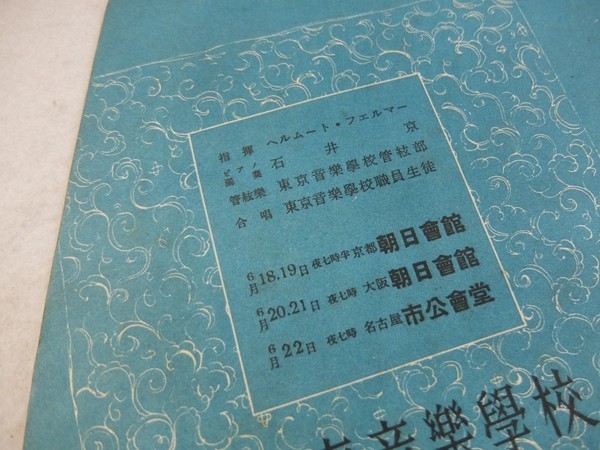 指揮 ヘルムート・フェルマー
ピアノ獨奏 石井京
管絃樂 東京音樂學校管絃部
合唱 東京音樂學校職員生徒
6月18.19日 夜七時半 京都 朝日會館
6月20.21日 夜七時 大阪 朝日會館
6月22日 夜七時 名古屋 市公會堂
音樂學校